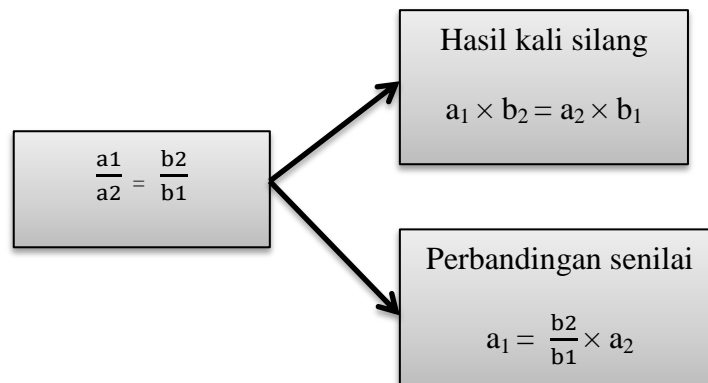 a1/a2 = b2/b1
Hasil kali silang
a₁ × b₂ = a₂ × b₁
Perbandingan senilai
a₁ = b2/b1 × a₂